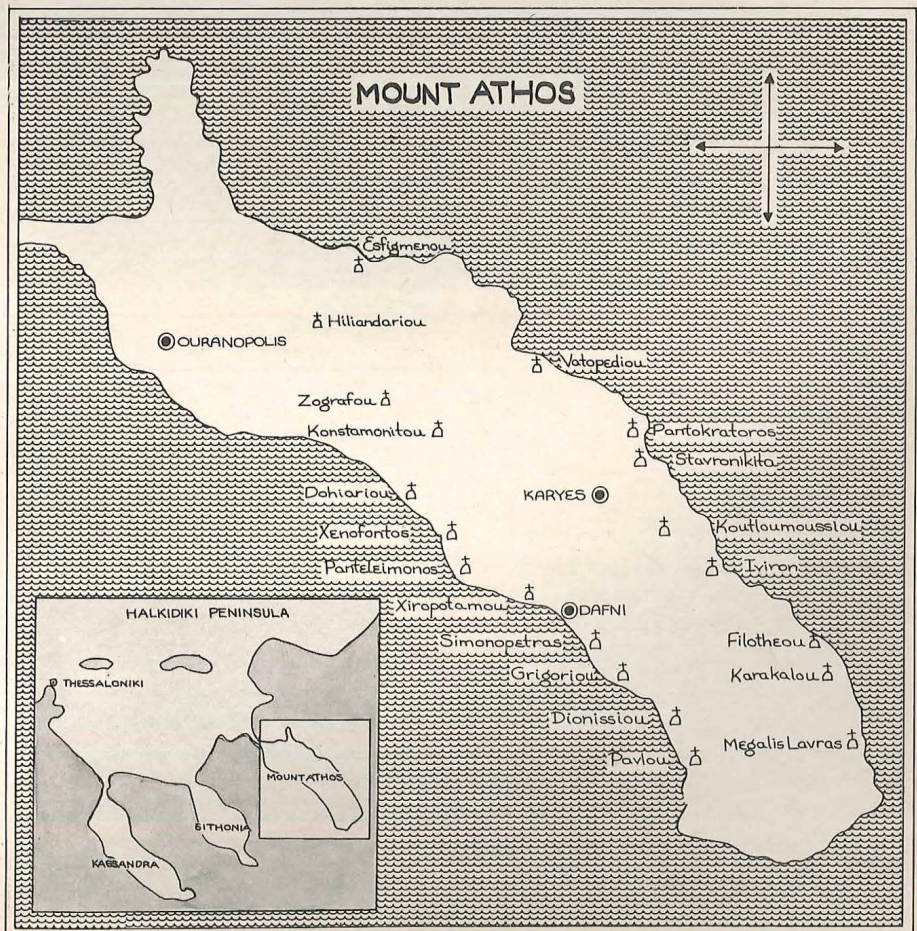 MOUNT ATHOS
Esfigmenou
Hiliandariou
OURANOPOLIS
Vatopediou
Zografou
Konstamonitou
Pantokratoros
Stavronikita
Dohiariou
KARYES
Xenofontos
Koutloumoussiou
Panteleimonos
Iviron
Xiropotamou
DAFNI
Simonopetras
Filotheou
Grigoriou
Karakalou
Dionissiou
Megalis Lavras
Pavlou
HALKIDIKI PENINSULA
THESSALONIKI
MOUNT ATHOS
SITHONIA
KASSANDRA